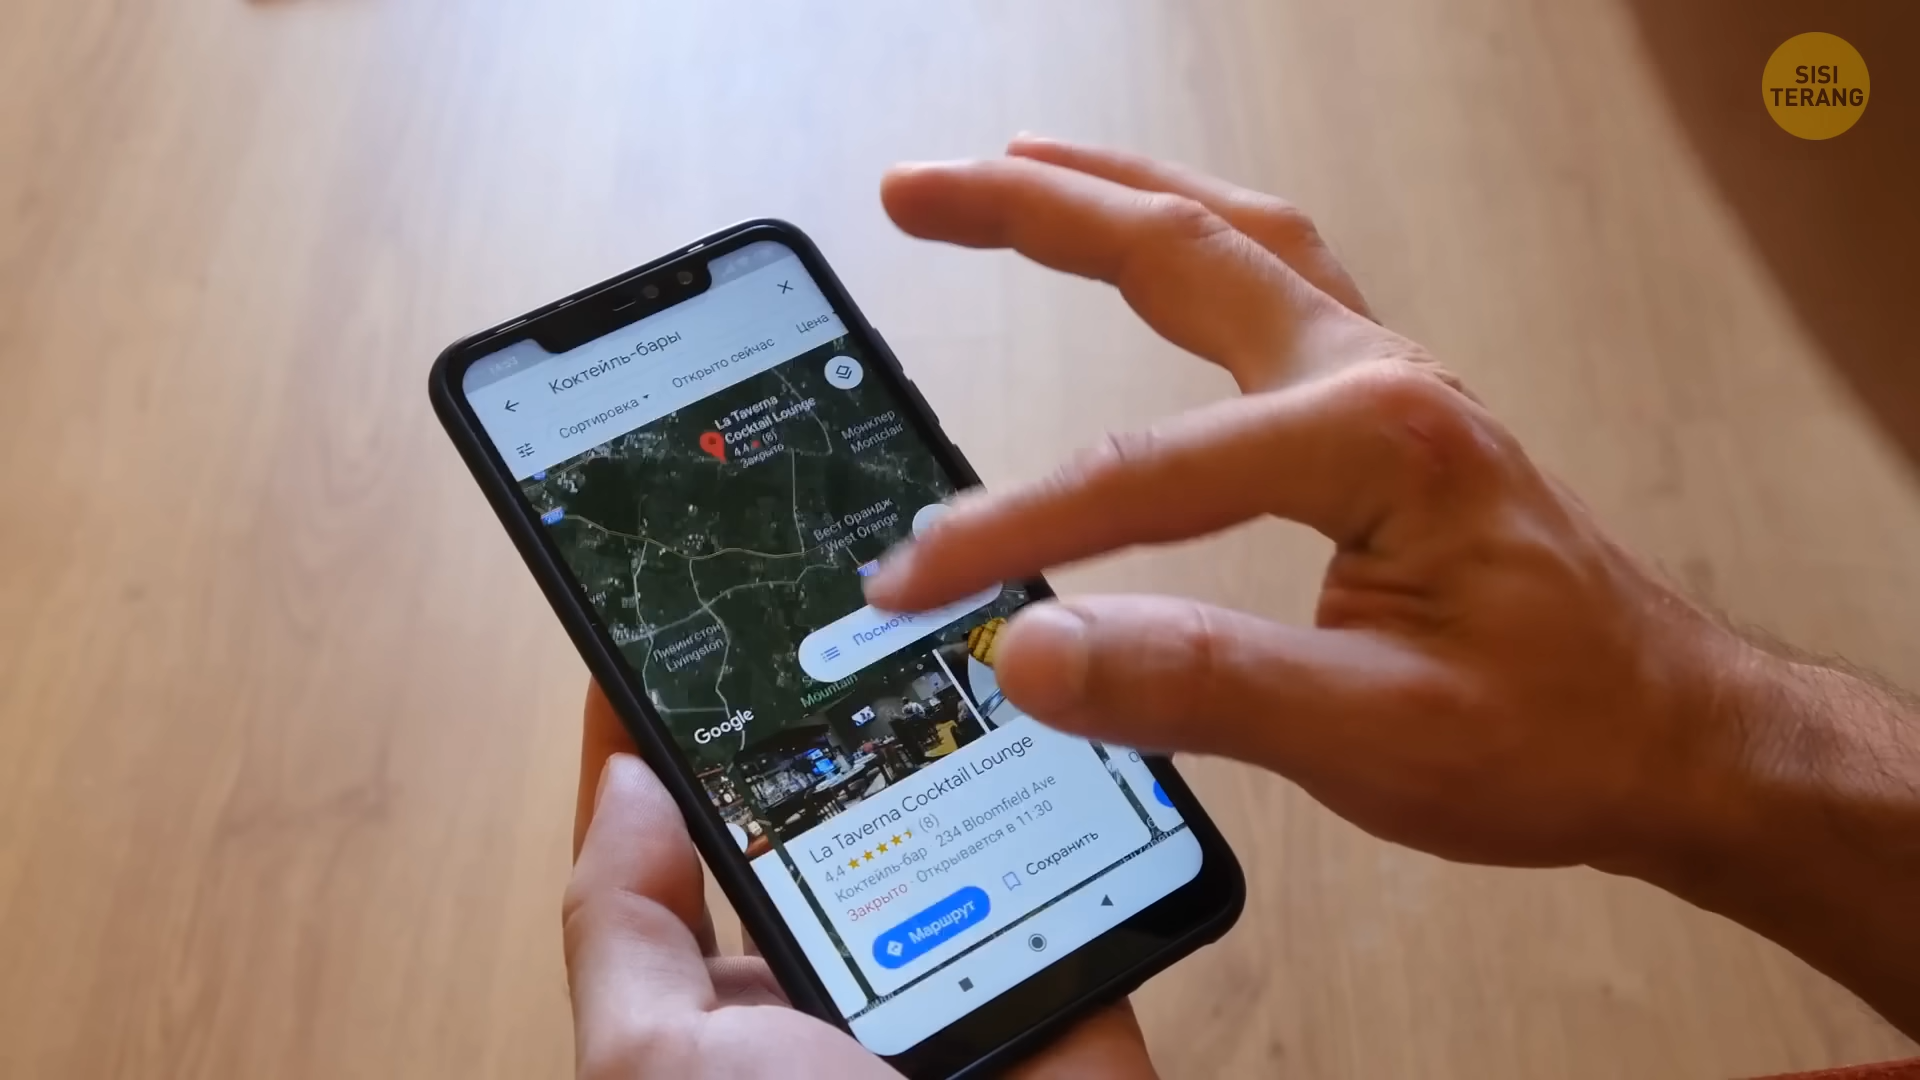 SISI
TERANG
Коктейль-бары
Сортировка
Открыто сейчас
Цена
La Taverna
Cocktail Lounge
4,4 (8)
Закрыто
Монклер
Montclair
Вест Орандж
West Orange
Ливингстон
Livingston
Mountain
Google
La Taverna Cocktail Lounge
4,4 (8)
Коктейль-бар · 234 Bloomfield Ave
Закрыто · Открывается в 11:30
Маршрут
Сохранить